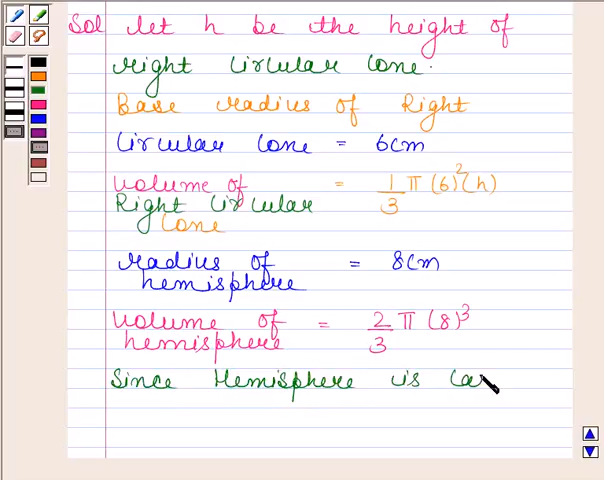 Sol let h be the height of
right circular cone.
Base radius of Right
circular cone = 6cm
volume of = 1/3 π (6)²(h)
Right circular
cone
radius of = 8cm
hemisphere
volume of = 2/3 π (8)³
hemisphere
Since Hemisphere is ca